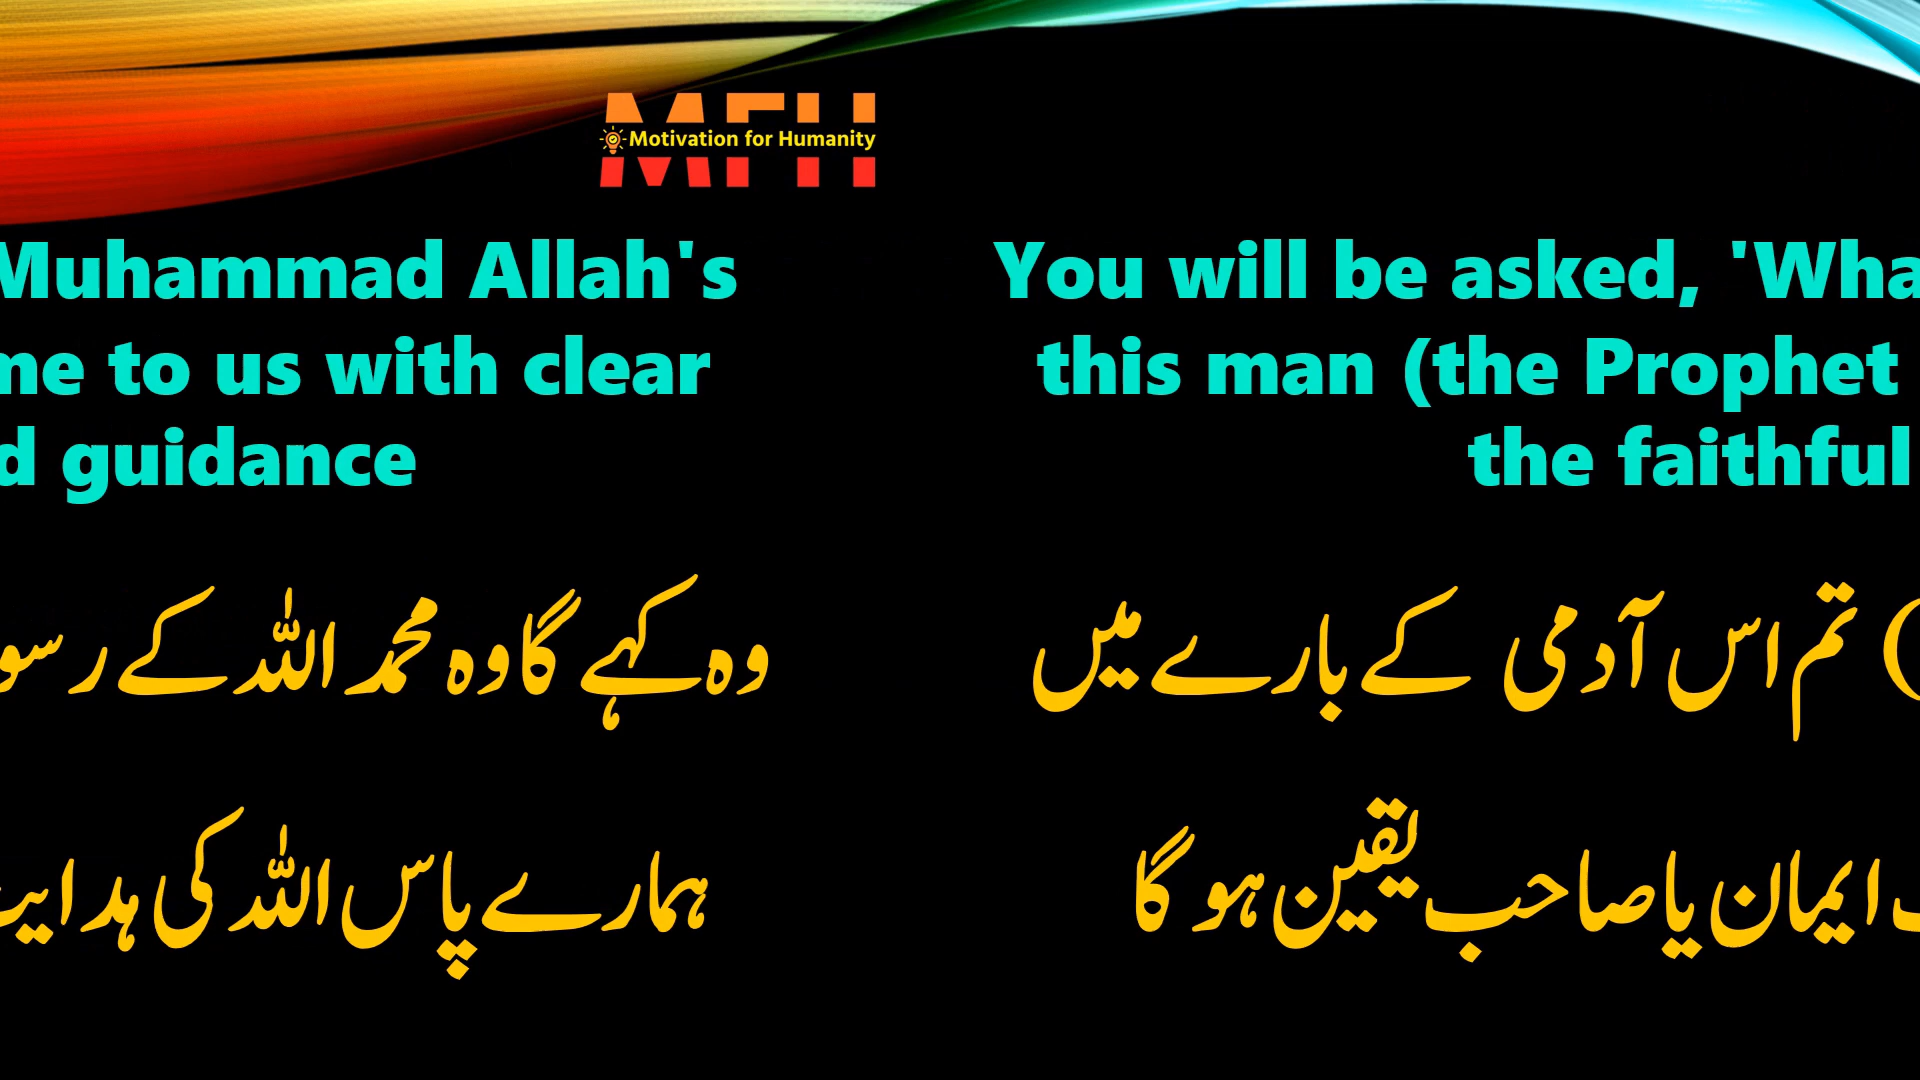 MFH
Motivation for Humanity
Muhammad Allah's
me to us with clear
d guidance
وہ کہے گا وہ محمد اللہ کے رسو
ہمارے پاس اللہ کی ہدایت
You will be asked, 'Wha
this man (the Prophet
the faithful
) تم اس آدمی کے بارے میں
ایمان یا صاحب یقین ہو گا